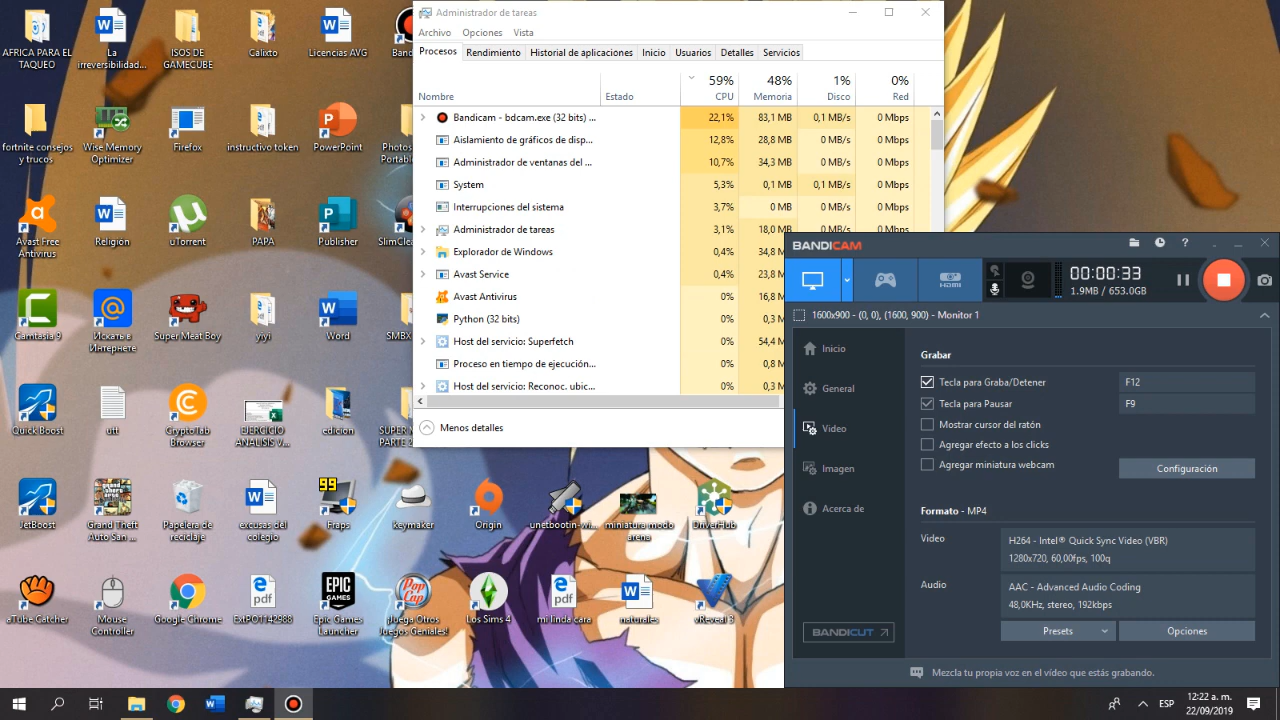 AFRICA PARA EL
TAQUEO
La
irreversibilidad...
ISOS DE
GAMECUBE
Calixto
Licencias AVG
fortnite consejos
y trucos
Wise Memory
Optimizer
Firefox
instructivo token
PowerPoint
Avast Free
Antivirus
Religión
uTorrent
PAPA
Publisher
Camtasia 9
Искать в
Интернете
Super Meat Boy
yiyi
Word
Quick Boost
utt
CryptoTab
Browser
EJERCICIO
ANALISIS V...
edicion
JetBoost
Grand Theft
Auto San ...
Papelera de
reciclaje
excusas del
colegio
99
Fraps
keymaker
Origin
unetbootin-wi...
miniatura modo
arena
DriverHub
aTube Catcher
Mouse
Controller
Google Chrome
pdf
ExtPO1142988
EPIC
GAMES
Epic Games
Launcher
Pop
Cap
¡Juega Otros
Juegos Geniales!
Los Sims 4
pdf
mi linda cara
naturales
vReveal 3
Administrador de tareas
Archivo Opciones Vista
Procesos Rendimiento Historial de aplicaciones Inicio Usuarios Detalles Servicios
59% 48% 1% 0%
Nombre Estado CPU Memoria Disco Red
Bandicam - bdcam.exe (32 bits) ... 22,1% 83,1 MB 0,1 MB/s 0 Mbps
Aislamiento de gráficos de disp... 12,8% 28,8 MB 0 MB/s 0 Mbps
Administrador de ventanas del ... 10,7% 34,3 MB 0 MB/s 0 Mbps
System 5,3% 0,1 MB 0,1 MB/s 0 Mbps
Interrupciones del sistema 3,7% 0 MB 0 MB/s 0 Mbps
Administrador de tareas 3,1% 18,0 MB 0 MB/s 0 Mbps
Explorador de Windows 0,4% 34,8 M
Avast Service 0,4% 23,8 M
Avast Antivirus 0% 16,8 M
Python (32 bits) 0% 0,3 M
Host del servicio: Superfetch 0% 54,4 M
Proceso en tiempo de ejecución... 0% 0,8 M
Host del servicio: Reconoc. ubic... 0% 0,3 M
Menos detalles
BANDICAM
HDMI
00:00:33
1.9MB / 653.0GB
1600x900 - (0, 0), (1600, 900) - Monitor 1
Inicio
General
Video
Imagen
Acerca de
BANDICUT
Grabar
Tecla para Graba/Detener F12
Tecla para Pausar F9
Mostrar cursor del ratón
Agregar efecto a los clicks
Agregar miniatura webcam
Configuración
Formato - MP4
Video
H264 - Intel® Quick Sync Video (VBR)
1280x720, 60,00fps, 100q
Audio
AAC - Advanced Audio Coding
48,0KHz, stereo, 192kbps
Presets Opciones
Mezcla tu propia voz en el vídeo que estás grabando.
ESP
12:22 a. m.
22/09/2019